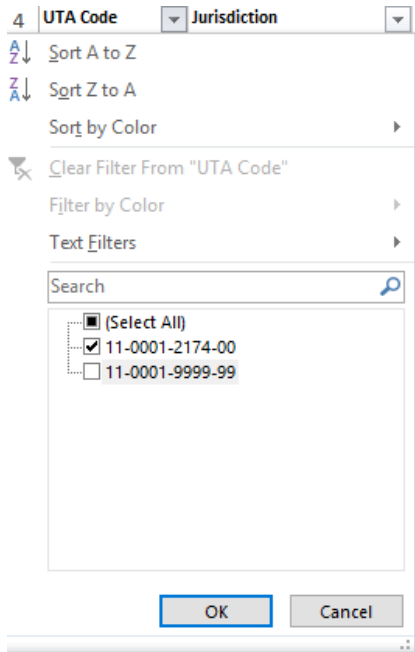 4 UTA Code Jurisdiction
Sort A to Z
Sort Z to A
Sort by Color
Clear Filter From "UTA Code"
Filter by Color
Text Filters
Search
(Select All)
11-0001-2174-00
11-0001-9999-99
OK Cancel